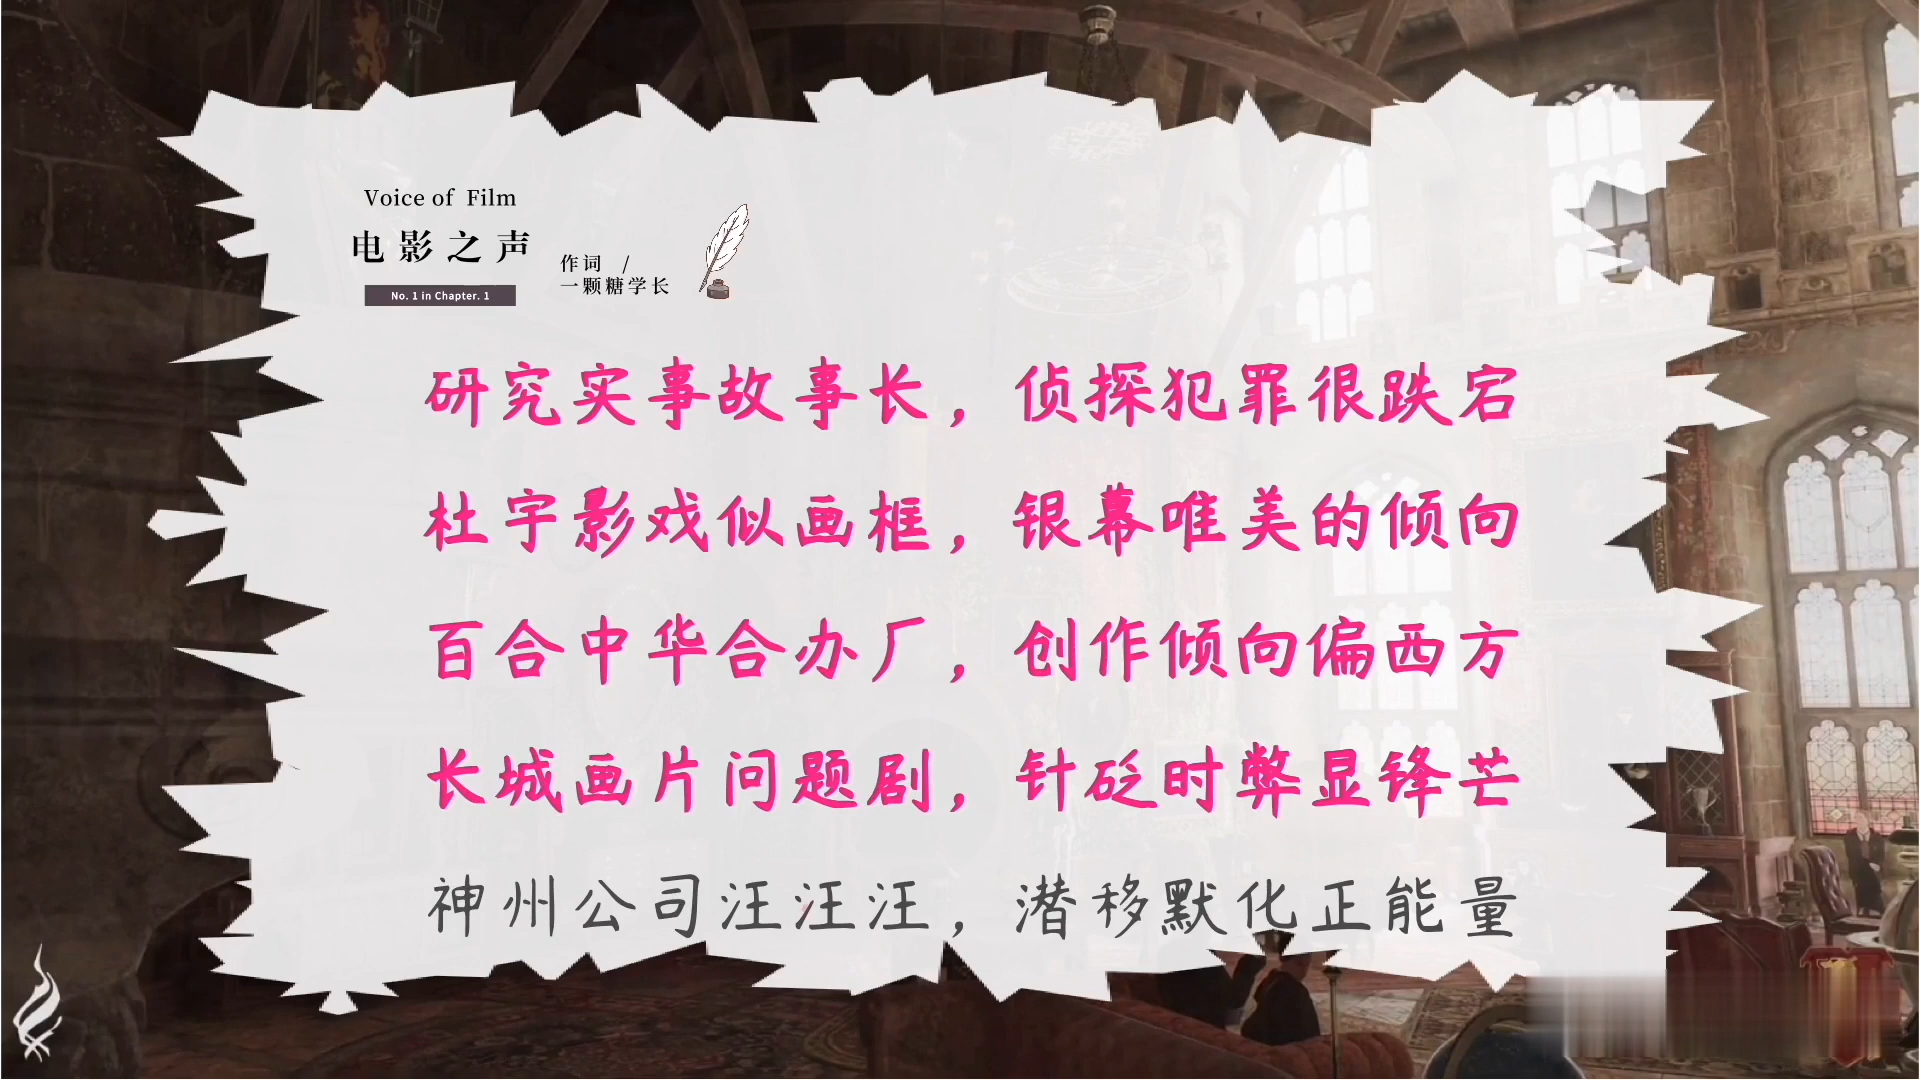 Voice of Film
电影之声
No. 1 in Chapter. 1
作词 /
一颗糖学长
研究实事故事长，侦探犯罪很跌宕
杜宇影戏似画框，银幕唯美的倾向
百合中华合办厂，创作倾向偏西方
长城画片问题剧，针砭时弊显锋芒
神州公司汪汪汪，潜移默化正能量